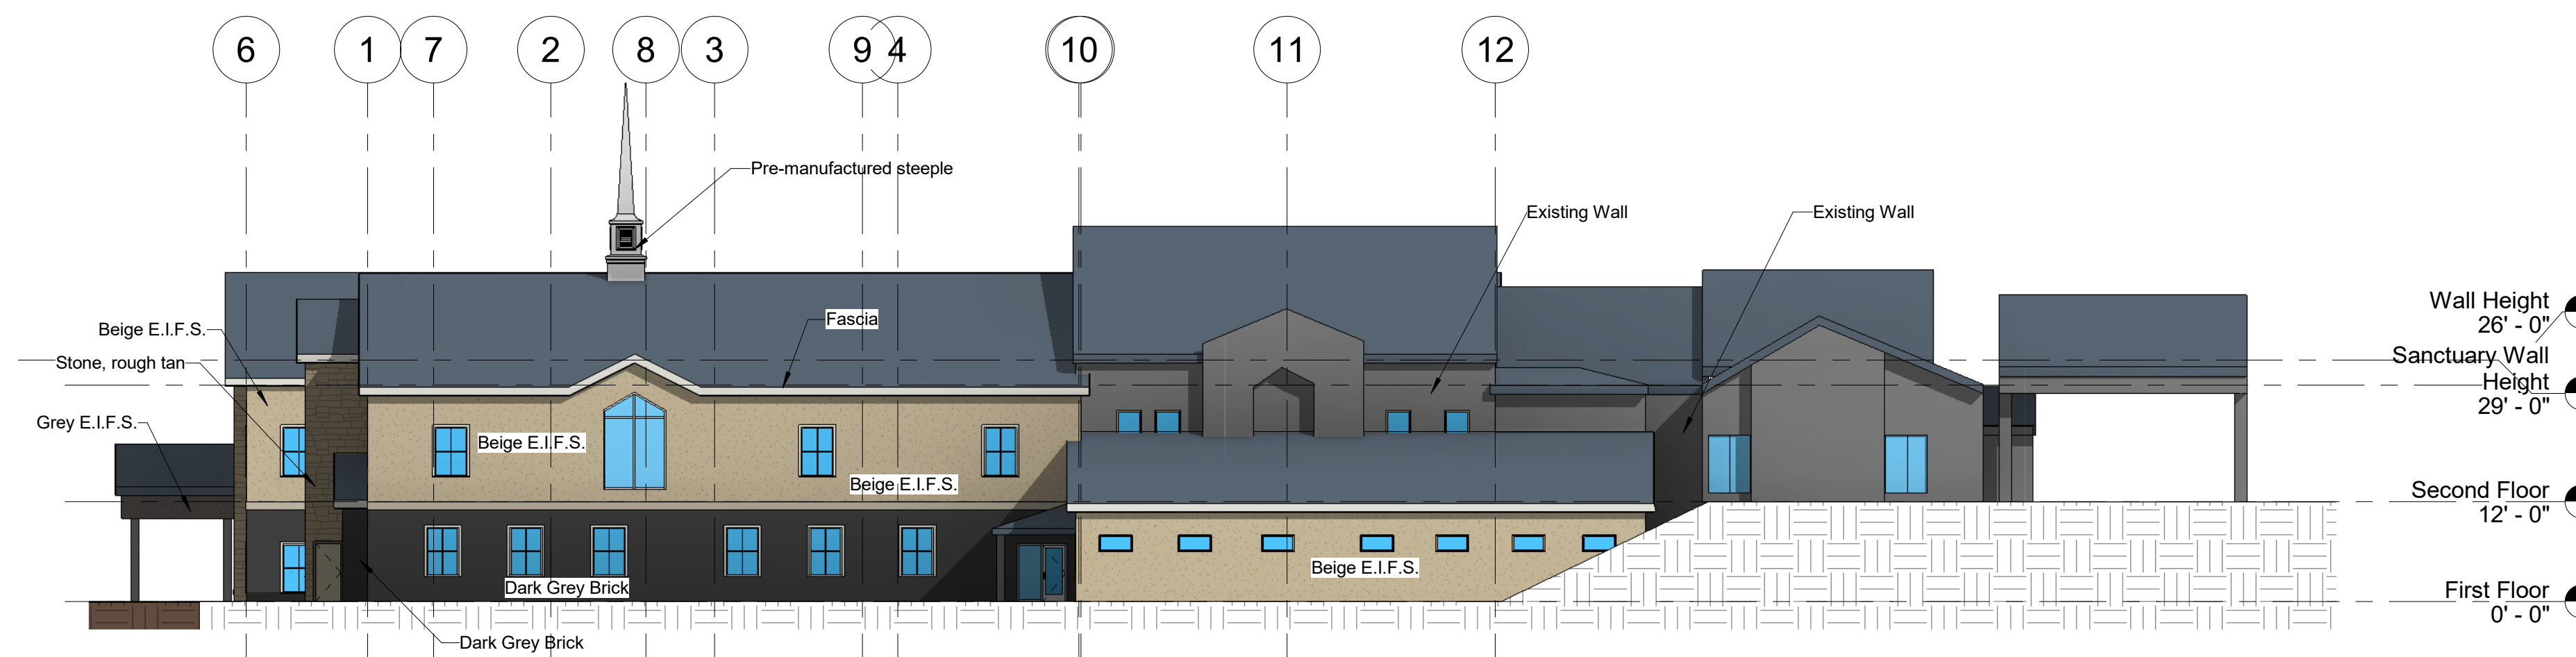 6
1
7
2
8
3
9
4
10
11
12
Pre-manufactured steeple
Existing Wall
Existing Wall
Wall Height
26' - 0"
Fascia
Beige E.I.F.S.
Sanctuary Wall
Height
29' - 0"
Stone, rough tan
Grey E.I.F.S.
Beige E.I.F.S.
Beige E.I.F.S.
Second Floor
12' - 0"
Beige E.I.F.S.
Dark Grey Brick
First Floor
0' - 0"
Dark Grey Brick